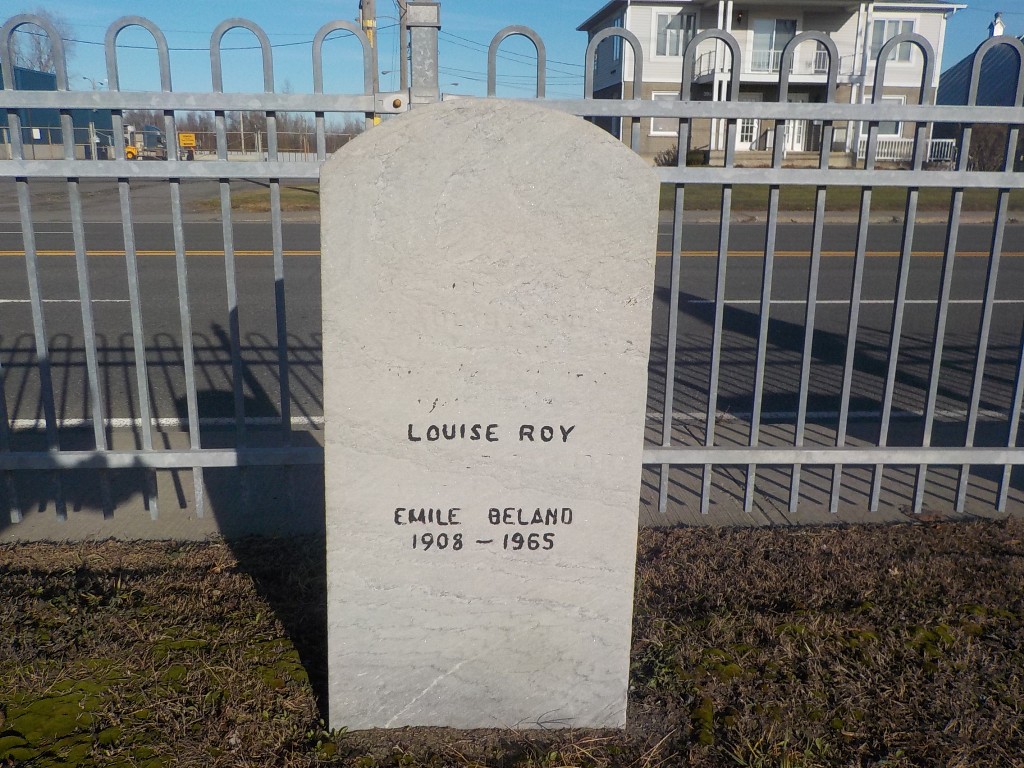 LOUISE ROY
EMILE BELAND
1908 - 1965